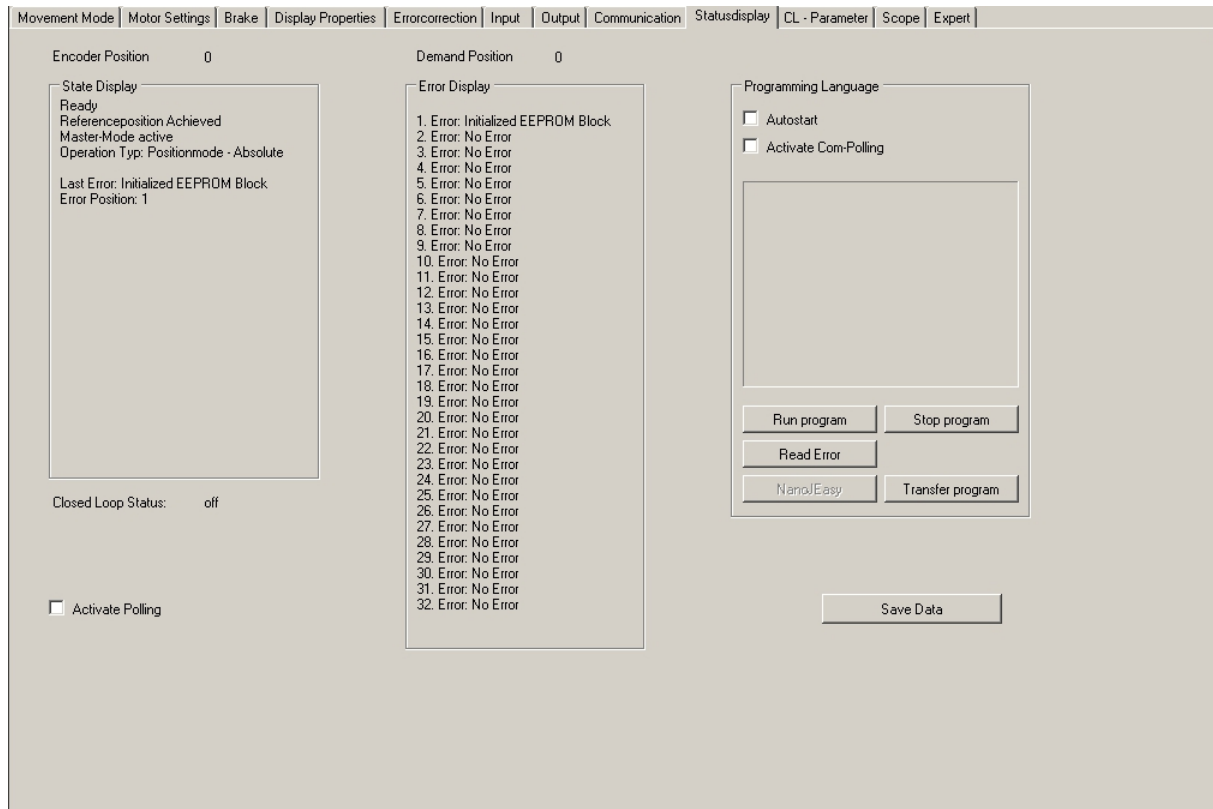 Movement Mode Motor Settings Brake Display Properties Errorcorrection Input Output Communication Statusdisplay CL - Parameter Scope Expert
Encoder Position 0
Demand Position 0
State Display
Ready
Referenceposition Achieved
Master-Mode active
Operation Typ: Positionmode - Absolute
Last Error: Initialized EEPROM Block
Error Position: 1
Closed Loop Status: off
Activate Polling
Error Display
1. Error: Initialized EEPROM Block
2. Error: No Error
3. Error: No Error
4. Error: No Error
5. Error: No Error
6. Error: No Error
7. Error: No Error
8. Error: No Error
9. Error: No Error
10. Error: No Error
11. Error: No Error
12. Error: No Error
13. Error: No Error
14. Error: No Error
15. Error: No Error
16. Error: No Error
17. Error: No Error
18. Error: No Error
19. Error: No Error
20. Error: No Error
21. Error: No Error
22. Error: No Error
23. Error: No Error
24. Error: No Error
25. Error: No Error
26. Error: No Error
27. Error: No Error
28. Error: No Error
29. Error: No Error
30. Error: No Error
31. Error: No Error
32. Error: No Error
Programming Language
Autostart
Activate Com-Polling
Run program Stop program
Read Error
NanoJEasy Transfer program
Save Data